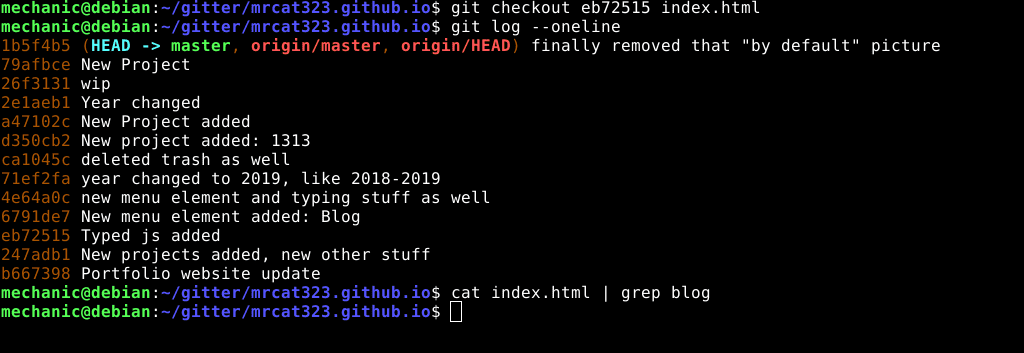 mechanic@debian:~/gitter/mrcat323.github.io$ git checkout eb72515 index.html
mechanic@debian:~/gitter/mrcat323.github.io$ git log --oneline
1b5f4b5 (HEAD -> master, origin/master, origin/HEAD) finally removed that "by default" picture
79afbce New Project
26f3131 wip
2e1aeb1 Year changed
a47102c New Project added
d350cb2 New project added: 1313
ca1045c deleted trash as well
71ef2fa year changed to 2019, like 2018-2019
4e64a0c new menu element and typing stuff as well
6791de7 New menu element added: Blog
eb72515 Typed js added
247adb1 New projects added, new other stuff
b667398 Portfolio website update
mechanic@debian:~/gitter/mrcat323.github.io$ cat index.html | grep blog
mechanic@debian:~/gitter/mrcat323.github.io$